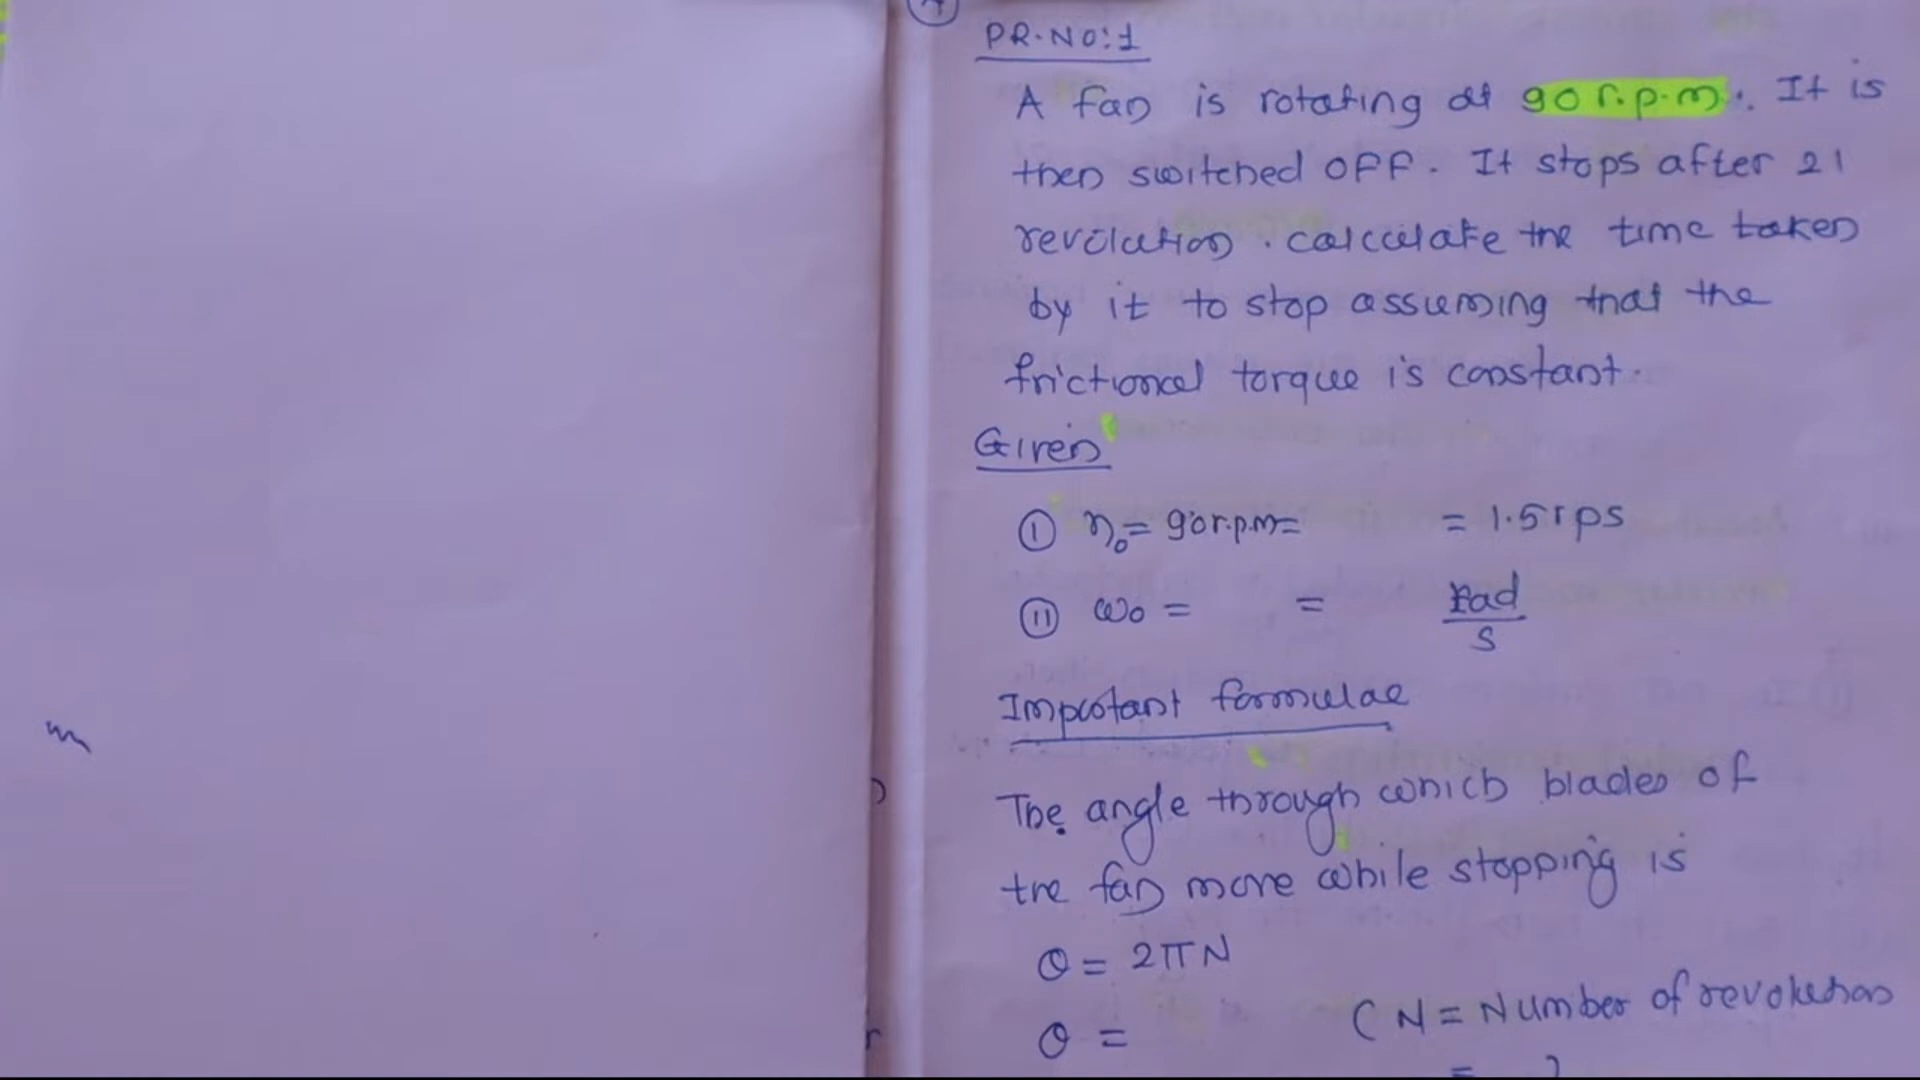 PR.NO:1
A fan is rotating at 90 r.p.m. It is
then switched OFF. It stops after 21
revolution. calculate the time taken
by it to stop assuming that the
frictional torque is constant.
Given
(I) n₀ = 90 r.p.m = = 1.5 rps
(II) ω₀ = = rad/s
Important formulae
The angle through which blades of
the fan move while stopping is
θ = 2πN
θ = ( N = Number of revolutions
= )